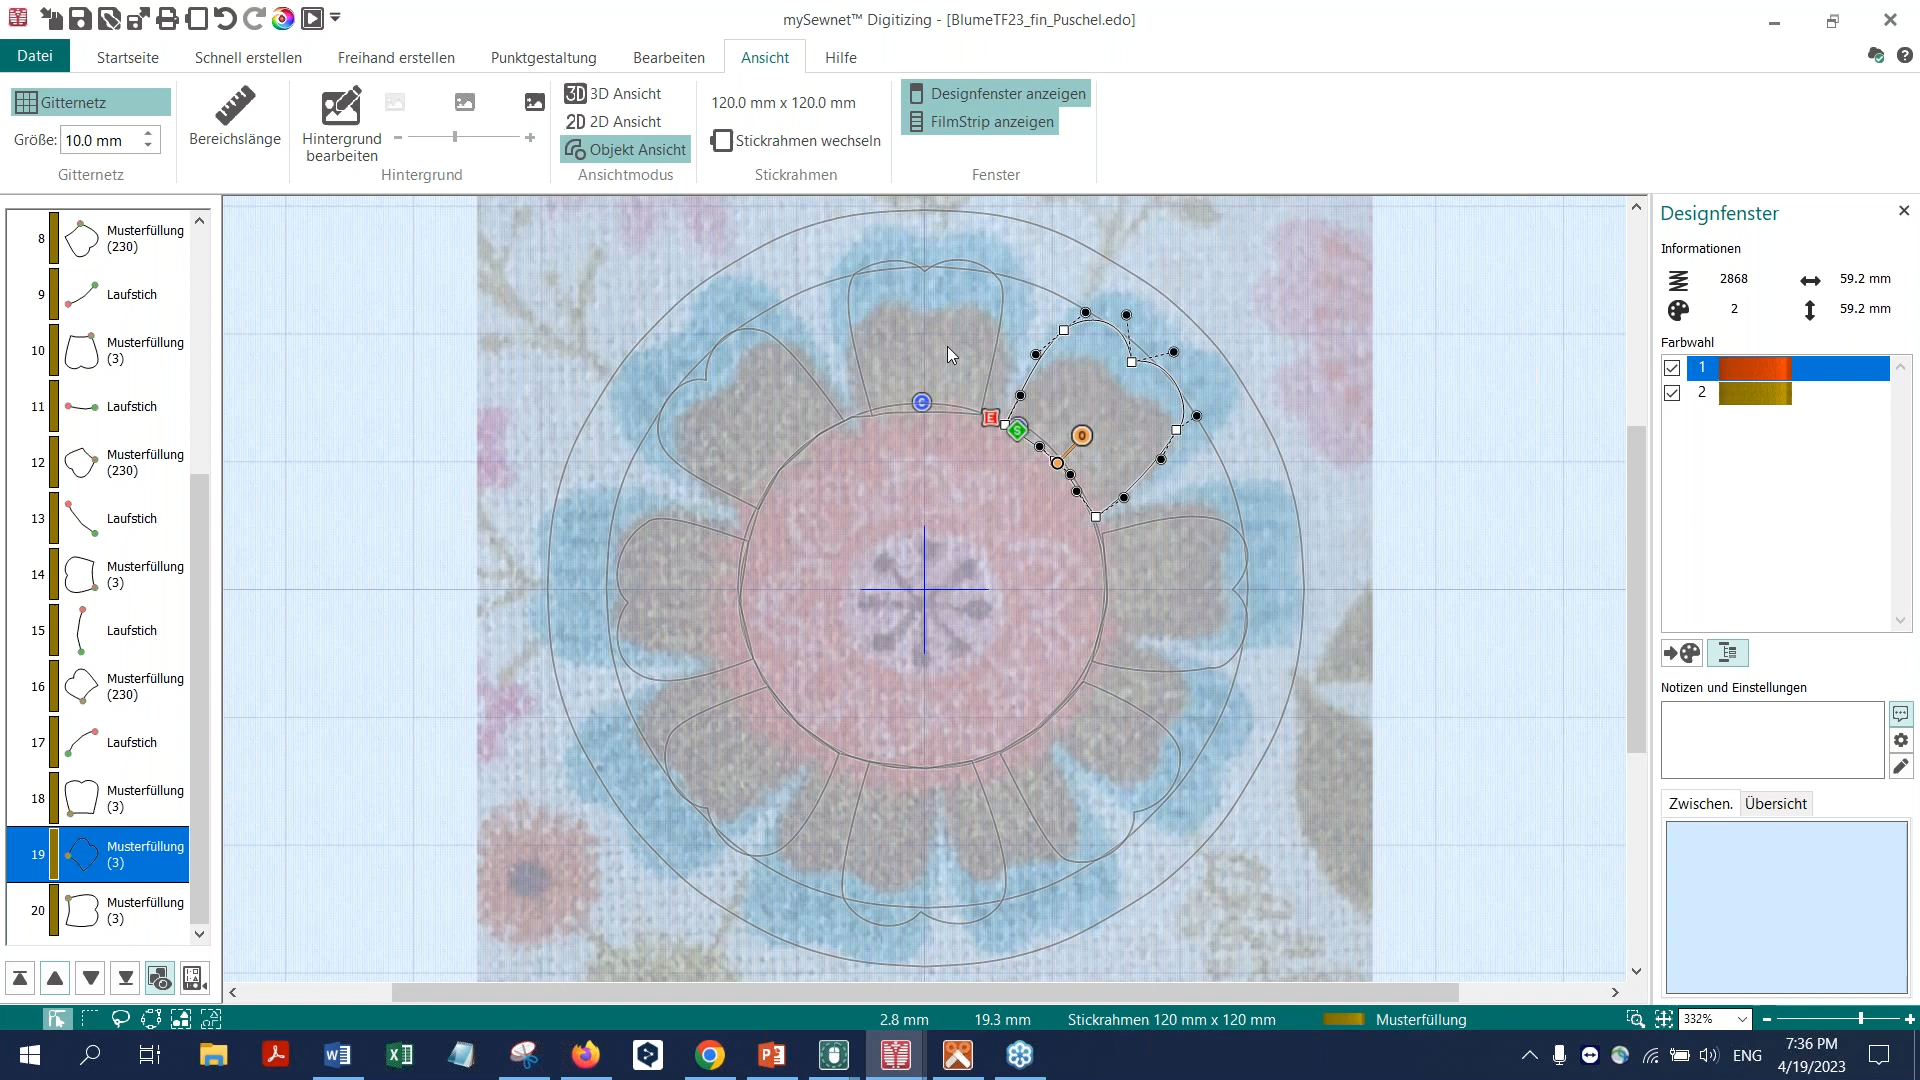 mySewnet™ Digitizing - [BlumeTF23_fin_Puschel.edo]
Datei
Startseite
Schnell erstellen
Freihand erstellen
Punktgestaltung
Bearbeiten
Ansicht
Hilfe
Gitternetz
Größe: 10.0 mm
Gitternetz
Bereichslänge
Hintergrund
bearbeiten
Hintergrund
3D 3D Ansicht
2D 2D Ansicht
Objekt Ansicht
Ansichtmodus
120.0 mm x 120.0 mm
Stickrahmen wechseln
Stickrahmen
Designfenster anzeigen
FilmStrip anzeigen
Fenster
8 Musterfüllung
(230)
9 Laufstich
10 Musterfüllung
(3)
11 Laufstich
12 Musterfüllung
(230)
13 Laufstich
14 Musterfüllung
(3)
15 Laufstich
16 Musterfüllung
(230)
17 Laufstich
18 Musterfüllung
(3)
19 Musterfüllung
(3)
20 Musterfüllung
(3)
C
E
S
O
Designfenster
Informationen
2868
59.2 mm
2
59.2 mm
Farbwahl
1
2
Notizen und Einstellungen
Zwischen.
Übersicht
2.8 mm
19.3 mm
Stickrahmen 120 mm x 120 mm
Musterfüllung
332%
ENG
7:36 PM
4/19/2023